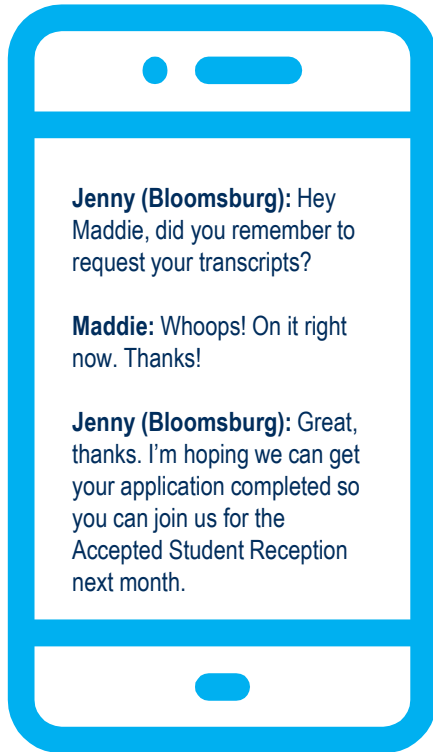 Jenny (Bloomsburg): Hey
Maddie, did you remember to
request your transcripts?
Maddie: Whoops! On it right
now. Thanks!
Jenny (Bloomsburg): Great,
thanks. I’m hoping we can get
your application completed so
you can join us for the
Accepted Student Reception
next month.